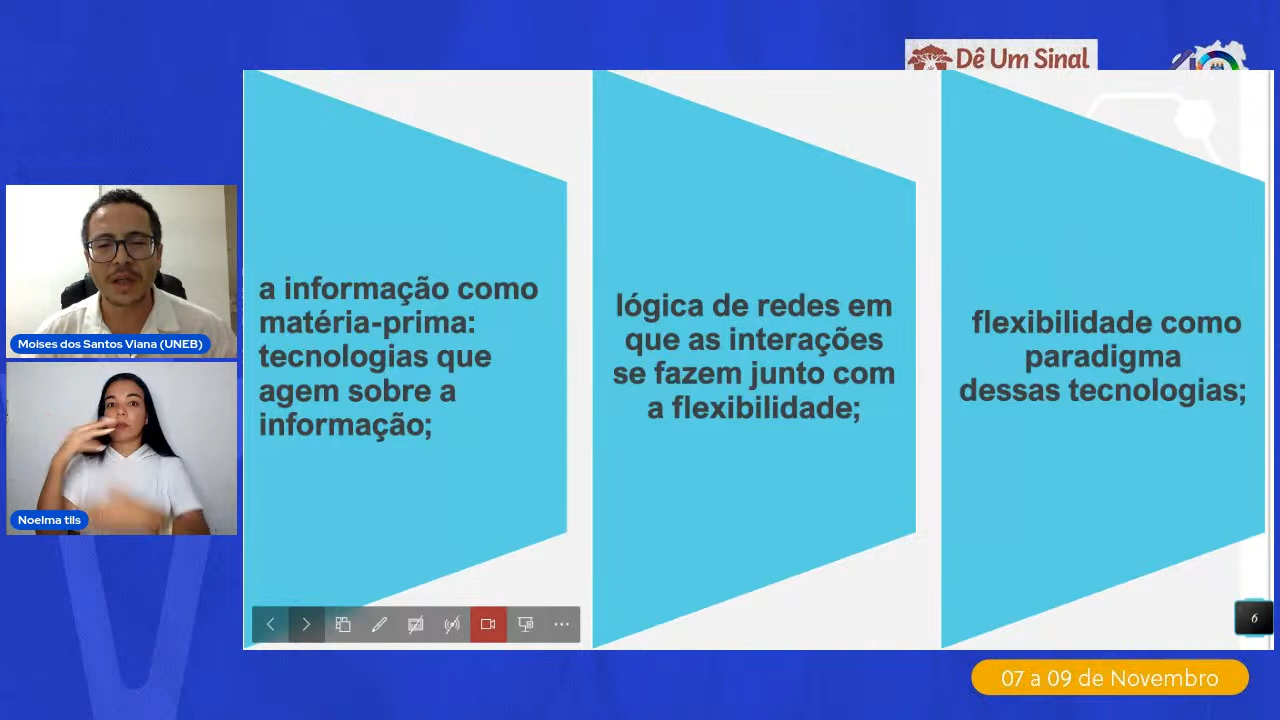 Dê Um Sinal
a informação como
matéria-prima:
tecnologias que
agem sobre a
informação;
lógica de redes em
que as interações
se fazem junto com
a flexibilidade;
flexibilidade como
paradigma
dessas tecnologias;
Moises dos Santos Viana (UNEB)
Noelma tils
6
07 a 09 de Novembro